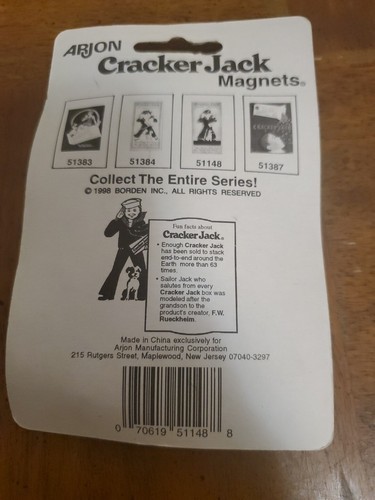 ARJON
Cracker Jack
Magnets®
51383
51384
51148
51387
Collect The Entire Series!
© 1998 BORDEN INC., ALL RIGHTS RESERVED
Fun facts about
Cracker Jack®
• Enough Cracker Jack
has been sold to stack
end-to-end around the
Earth more than 63
times.
• Sailor Jack who
salutes from every
Cracker Jack box was
modeled after the
grandson to the
product's creator, F.W.
Rueckheim.
Made in China exclusively for
Arjon Manufacturing Corporation
215 Rutgers Street, Maplewood, New Jersey 07040-3297
0 70619 51148 8